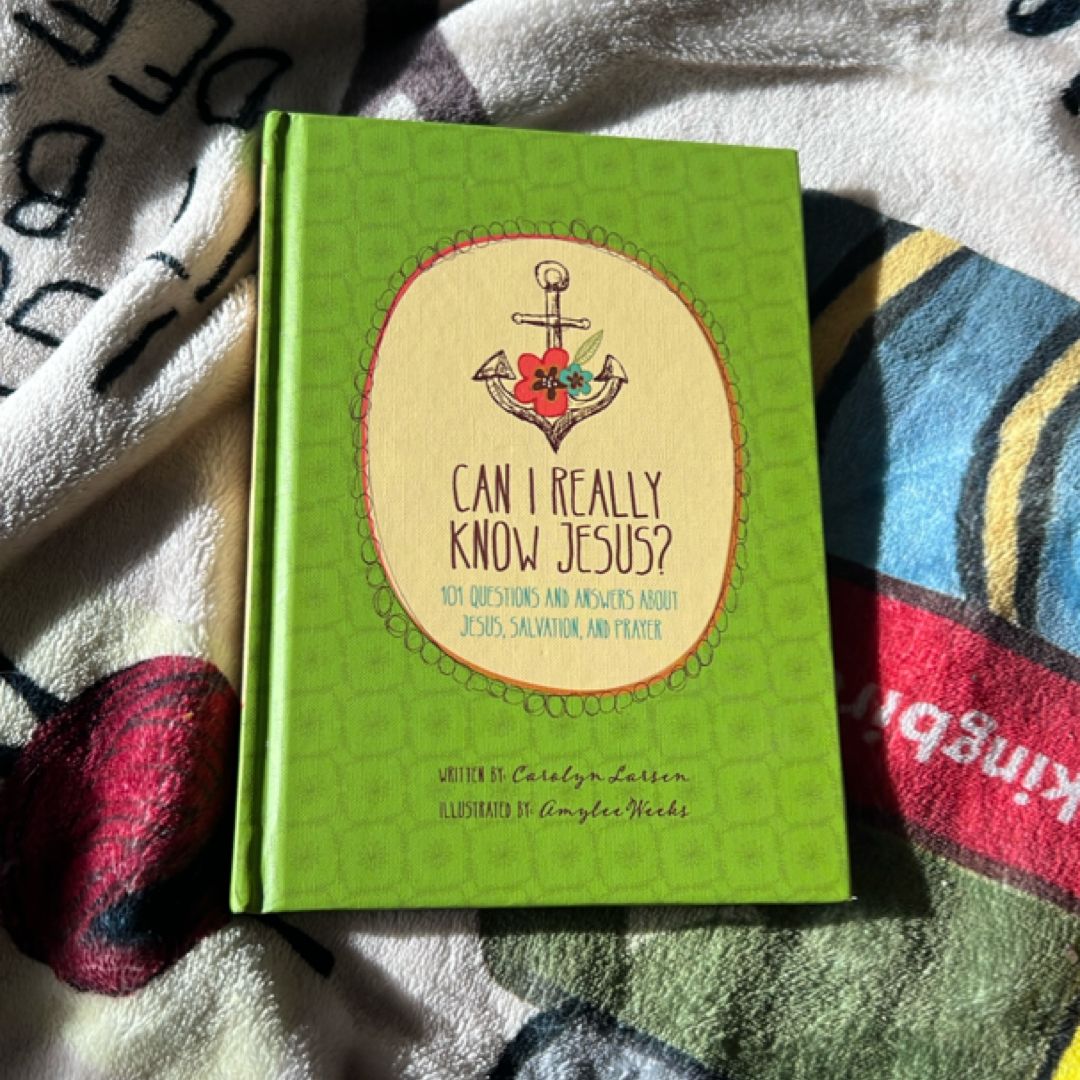 CAN I REALLY
KNOW JESUS?
101 QUESTIONS AND ANSWERS ABOUT
JESUS, SALVATION, AND PRAYER
WRITTEN BY: Carolyn Larsen
ILLUSTRATED BY: Amylee Weeks